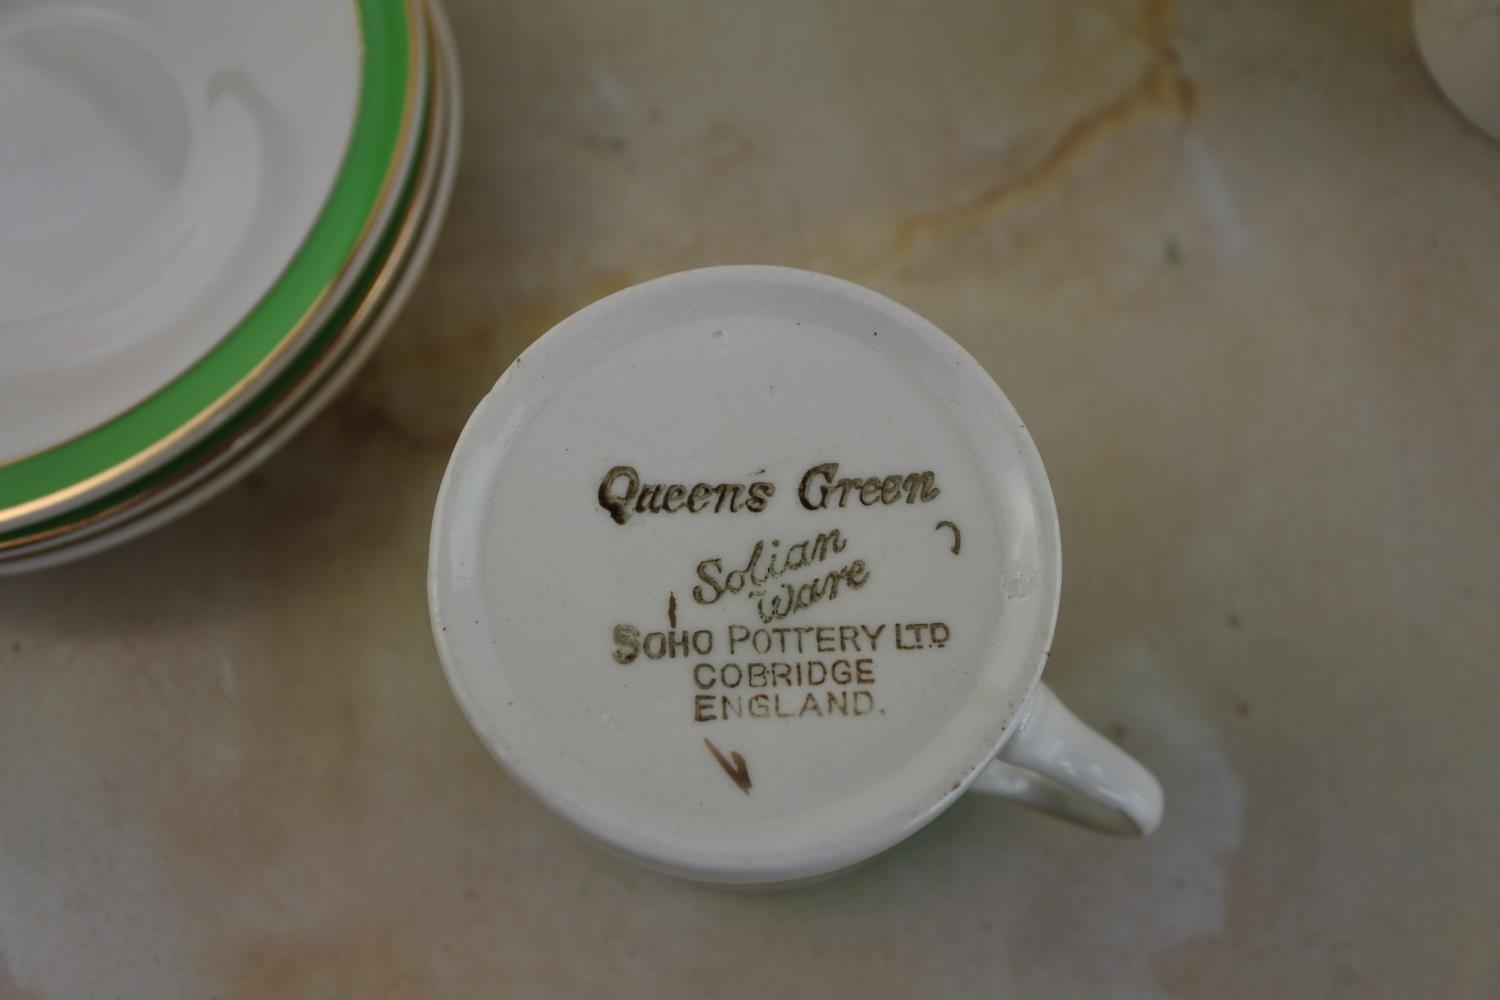 Queen's Green
Solian
Ware
SOHO POTTERY LTD
COBRIDGE
ENGLAND.